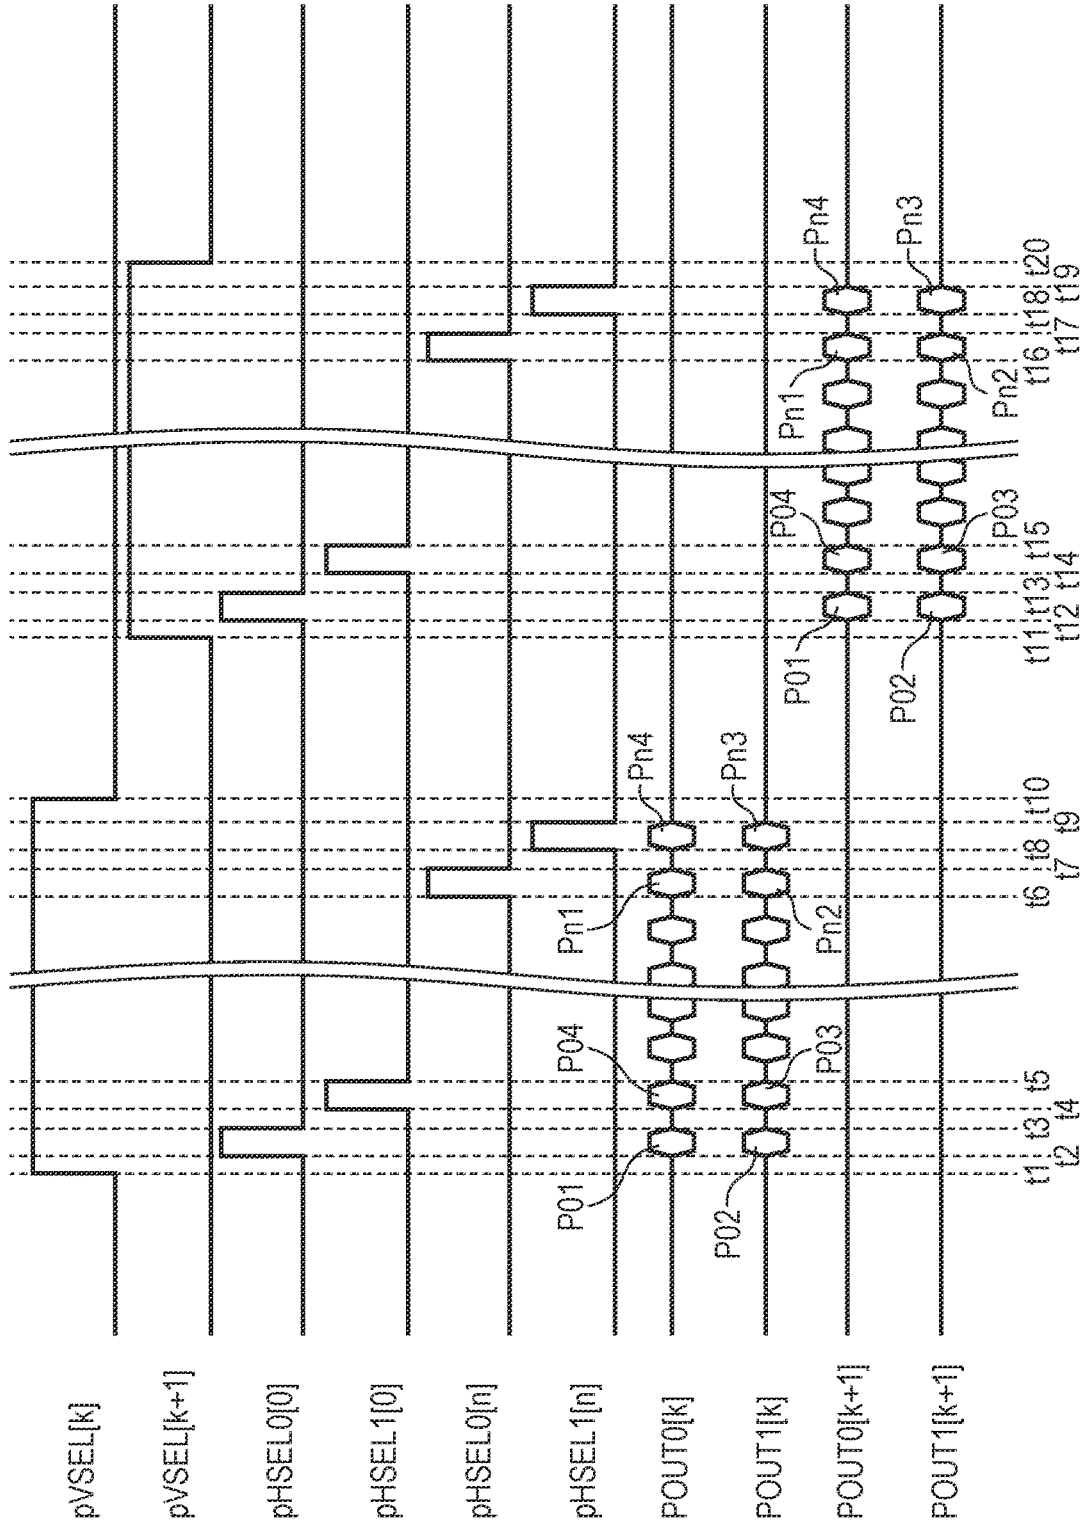 pVSEL[k]
pVSEL[k+1]
pHSEL0[0]
pHSEL1[0]
pHSEL0[n]
pHSEL1[n]
POUT0[k]
P01
P04
Pn1
Pn4
POUT1[k]
P02
P03
Pn2
Pn3
POUT0[k+1]
P01
P04
Pn1
Pn4
POUT1[k+1]
P02
P03
Pn2
Pn3
t1 t3 t5 t6 t8 t10 t11 t13 t15 t16 t18 t20
t2 t4 t7 t9 t12 t14 t17 t19